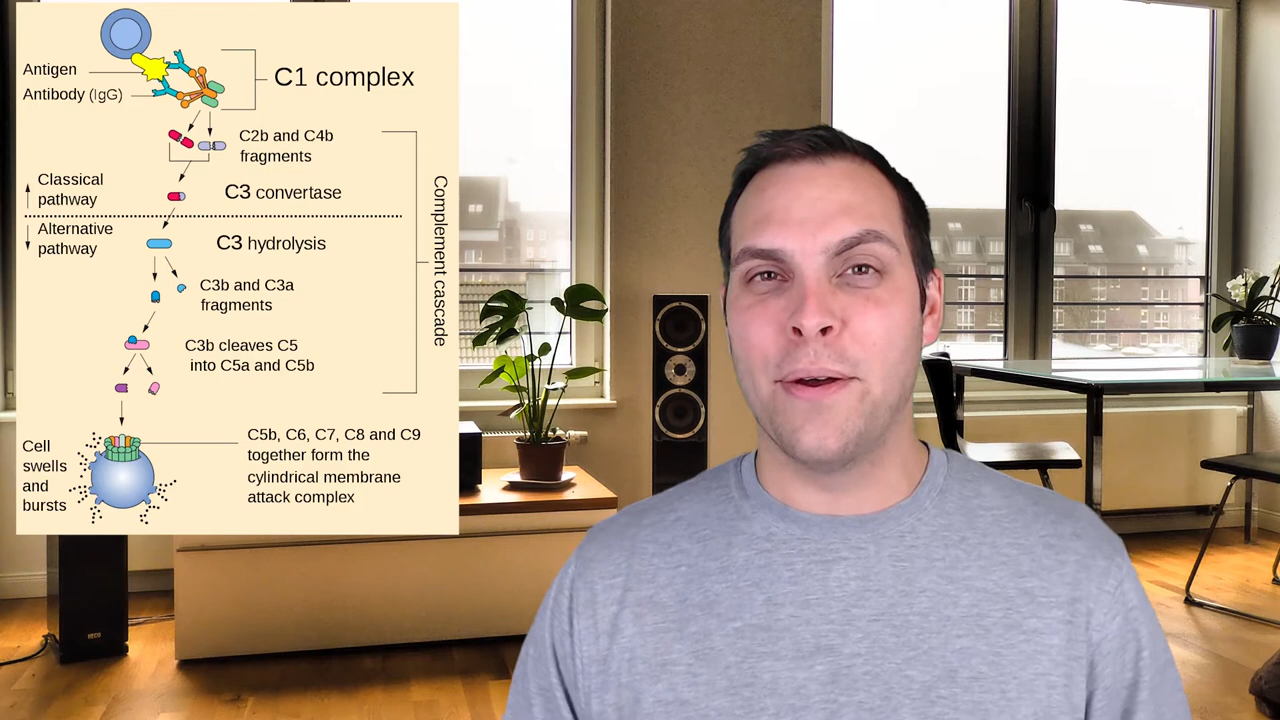 Antigen
Antibody (IgG)
C1 complex
C2b and C4b
fragments
Classical
pathway
C3 convertase
Alternative
pathway
C3 hydrolysis
C3b and C3a
fragments
C3b cleaves C5
into C5a and C5b
Complement cascade
Cell
swells
and
bursts
C5b, C6, C7, C8 and C9
together form the
cylindrical membrane
attack complex
HECO